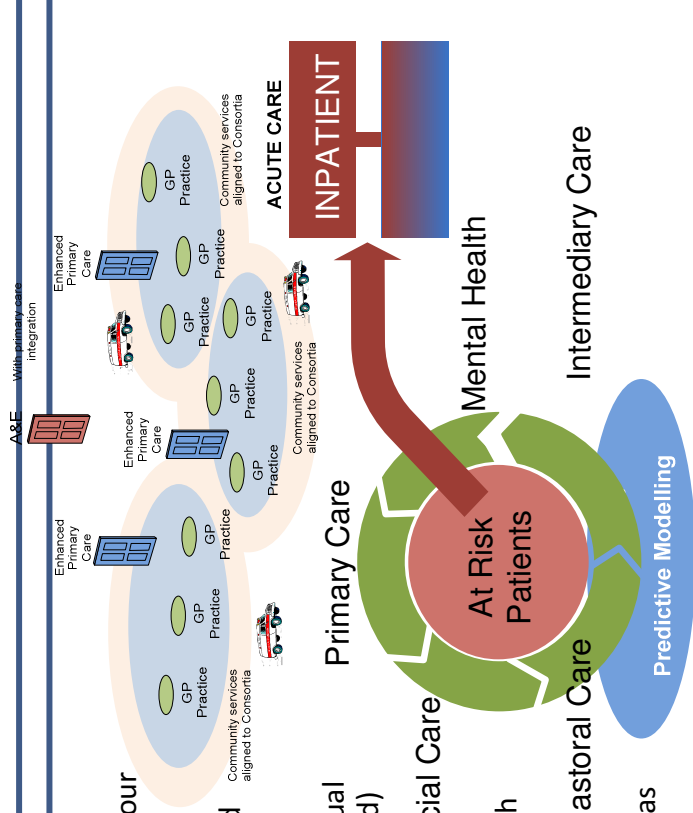 A&E
With primary care
integration
Enhanced
Primary
Care
Enhanced
Primary
Care
Enhanced
Primary
Care
our
GP
Practice
GP
Practice
GP
Practice
GP
Practice
GP
Practice
GP
Practice
GP
Practice
GP
Practice
GP
Practice
d
Community services
aligned to Consortia
Community services
aligned to Consortia
Community services
aligned to Consortia
ACUTE CARE
INPATIENT
ual
d)
Primary Care
cial Care
Mental Health
At Risk
Patients
h
astoral Care
Intermediary Care
as
Predictive Modelling